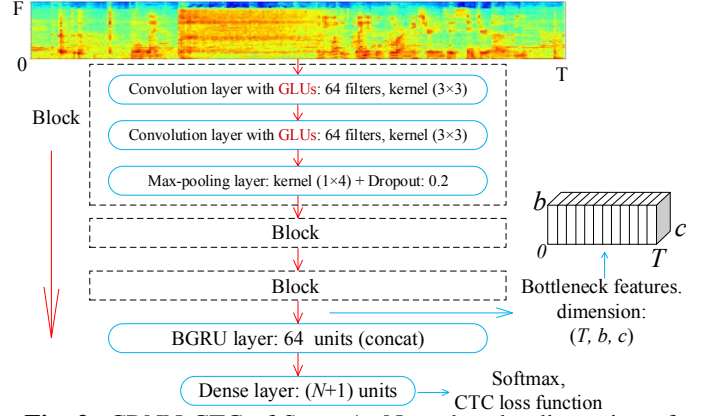 F
0
T
Block
Convolution layer with GLUs: 64 filters, kernel (3×3)
Convolution layer with GLUs: 64 filters, kernel (3×3)
Max-pooling layer: kernel (1×4) + Dropout: 0.2
Block
Block
b
0
T
c
Bottleneck features.
dimension:
(T, b, c)
BGRU layer: 64 units (concat)
Dense layer: (N+1) units
Softmax,
CTC loss function